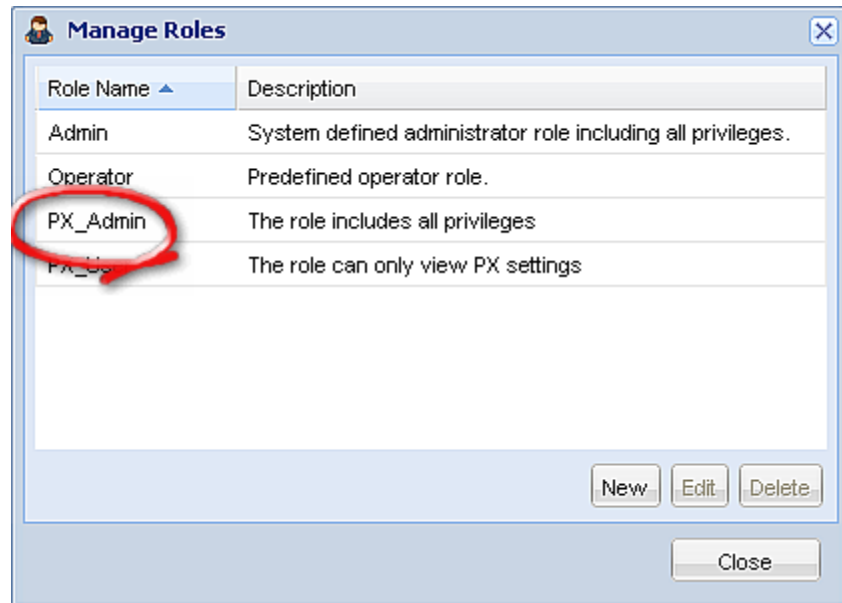 Manage Roles
Role Name Description
Admin System defined administrator role including all privileges.
Operator Predefined operator role.
PX_Admin The role includes all privileges
PX_User The role can only view PX settings
New Edit Delete
Close